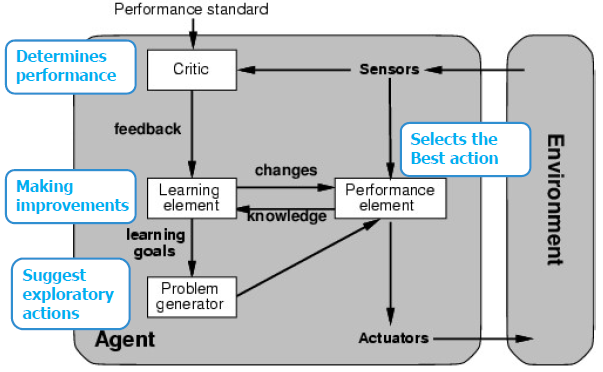 Performance standard
Determines
performance
Critic
Sensors
feedback
Selects the
Best action
changes
Making
improvements
Learning
element
Performance
element
knowledge
learning
goals
Suggest
exploratory
actions
Problem
generator
Agent
Actuators
Environment